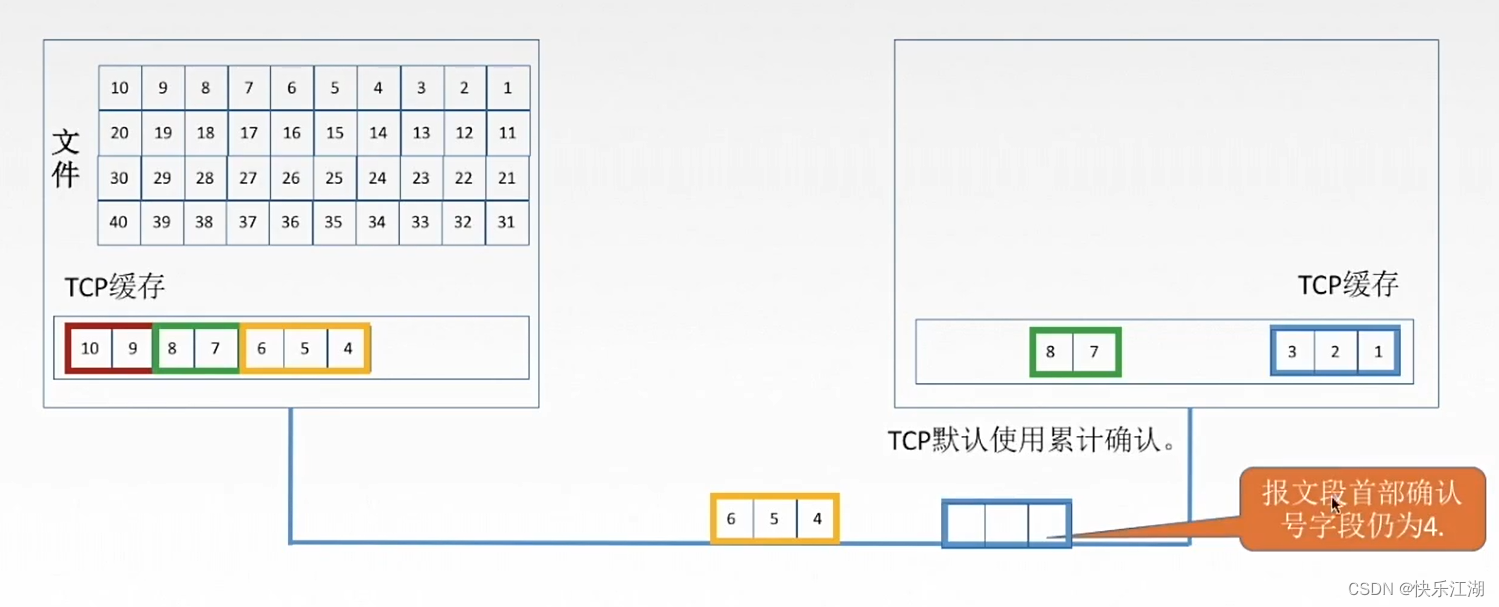 文件
10 9 8 7 6 5 4 3 2 1
20 19 18 17 16 15 14 13 12 11
30 29 28 27 26 25 24 23 22 21
40 39 38 37 36 35 34 33 32 31
TCP缓存
10 9 8 7 6 5 4
TCP缓存
8 7
3 2 1
TCP默认使用累计确认。
6 5 4
报文段首部确认
号字段仍为4.
CSDN @快乐江湖